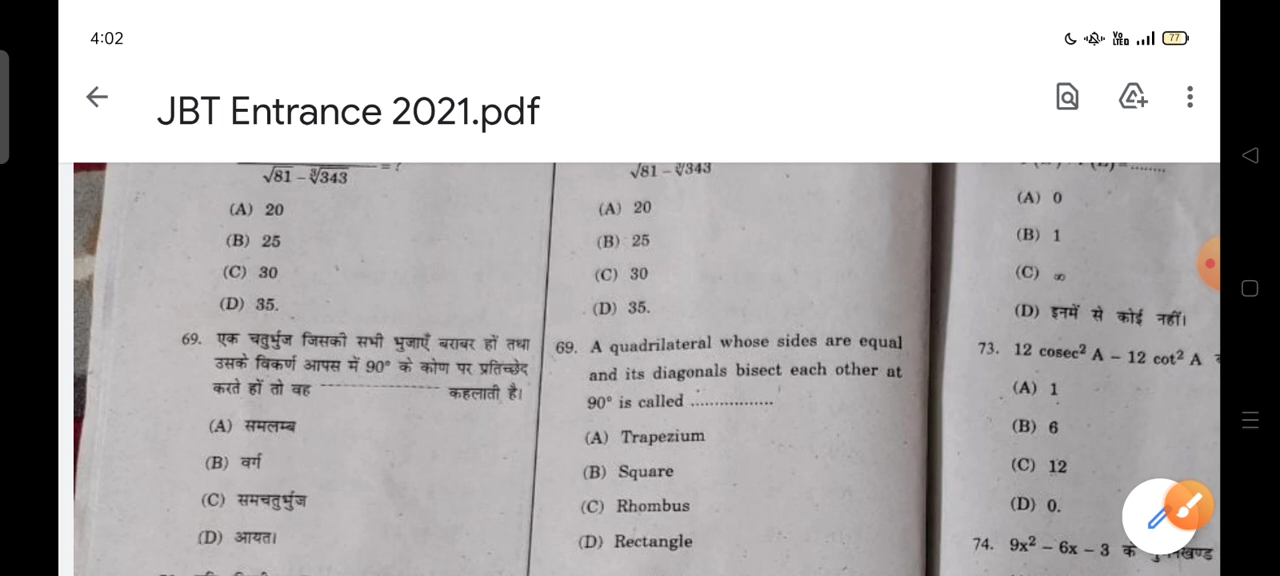 4:02
Vo LTE
77
JBT Entrance 2021.pdf
√81 – ∛343 = ?
(A) 20
(B) 25
(C) 30
(D) 35.
69. एक चतुर्भुज जिसकी सभी भुजाएँ बराबर हों तथा
उसके विकर्ण आपस में 90° के कोण पर प्रतिच्छेद
करते हों तो वह ---------------- कहलाती है।
(A) समलम्ब
(B) वर्ग
(C) समचतुर्भुज
(D) आयत।
√81 – ∛343
(A) 20
(B) 25
(C) 30
(D) 35.
69. A quadrilateral whose sides are equal
and its diagonals bisect each other at
90° is called ................
(A) Trapezium
(B) Square
(C) Rhombus
(D) Rectangle
(A) 0
(B) 1
(C) ∞
(D) इनमें से कोई नहीं।
73. 12 cosec² A – 12 cot² A
(A) 1
(B) 6
(C) 12
(D) 0.
74. 9x² – 6x – 3 के